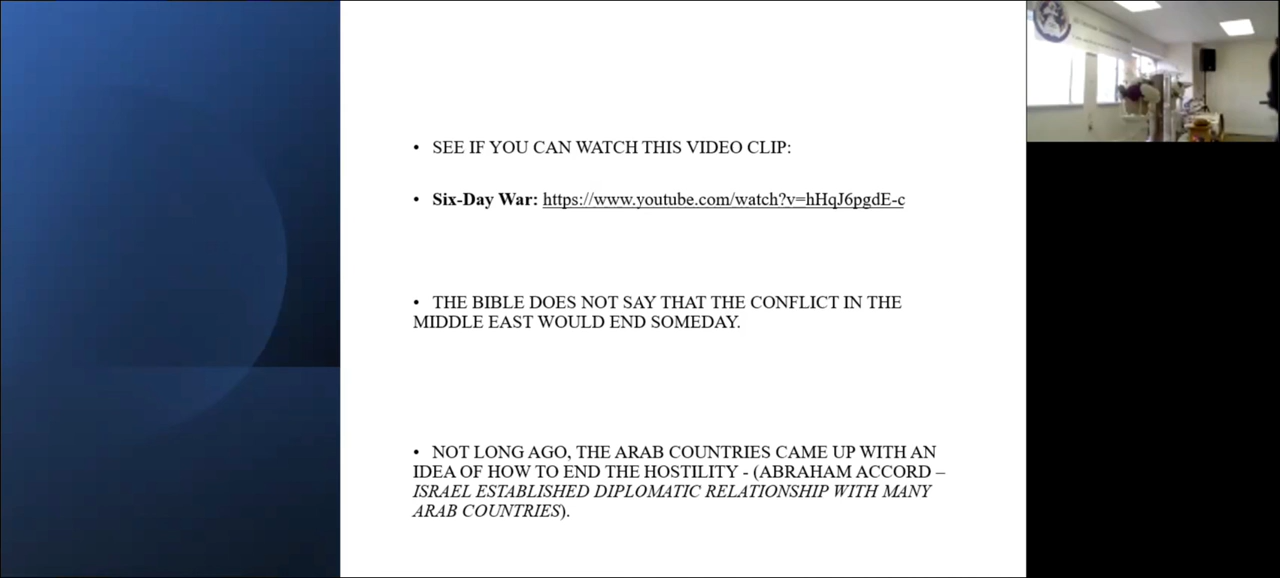 • SEE IF YOU CAN WATCH THIS VIDEO CLIP:
• Six-Day War: https://www.youtube.com/watch?v=hHqJ6pgdE-c
• THE BIBLE DOES NOT SAY THAT THE CONFLICT IN THE
MIDDLE EAST WOULD END SOMEDAY.
• NOT LONG AGO, THE ARAB COUNTRIES CAME UP WITH AN
IDEA OF HOW TO END THE HOSTILITY - (ABRAHAM ACCORD –
ISRAEL ESTABLISHED DIPLOMATIC RELATIONSHIP WITH MANY
ARAB COUNTRIES).